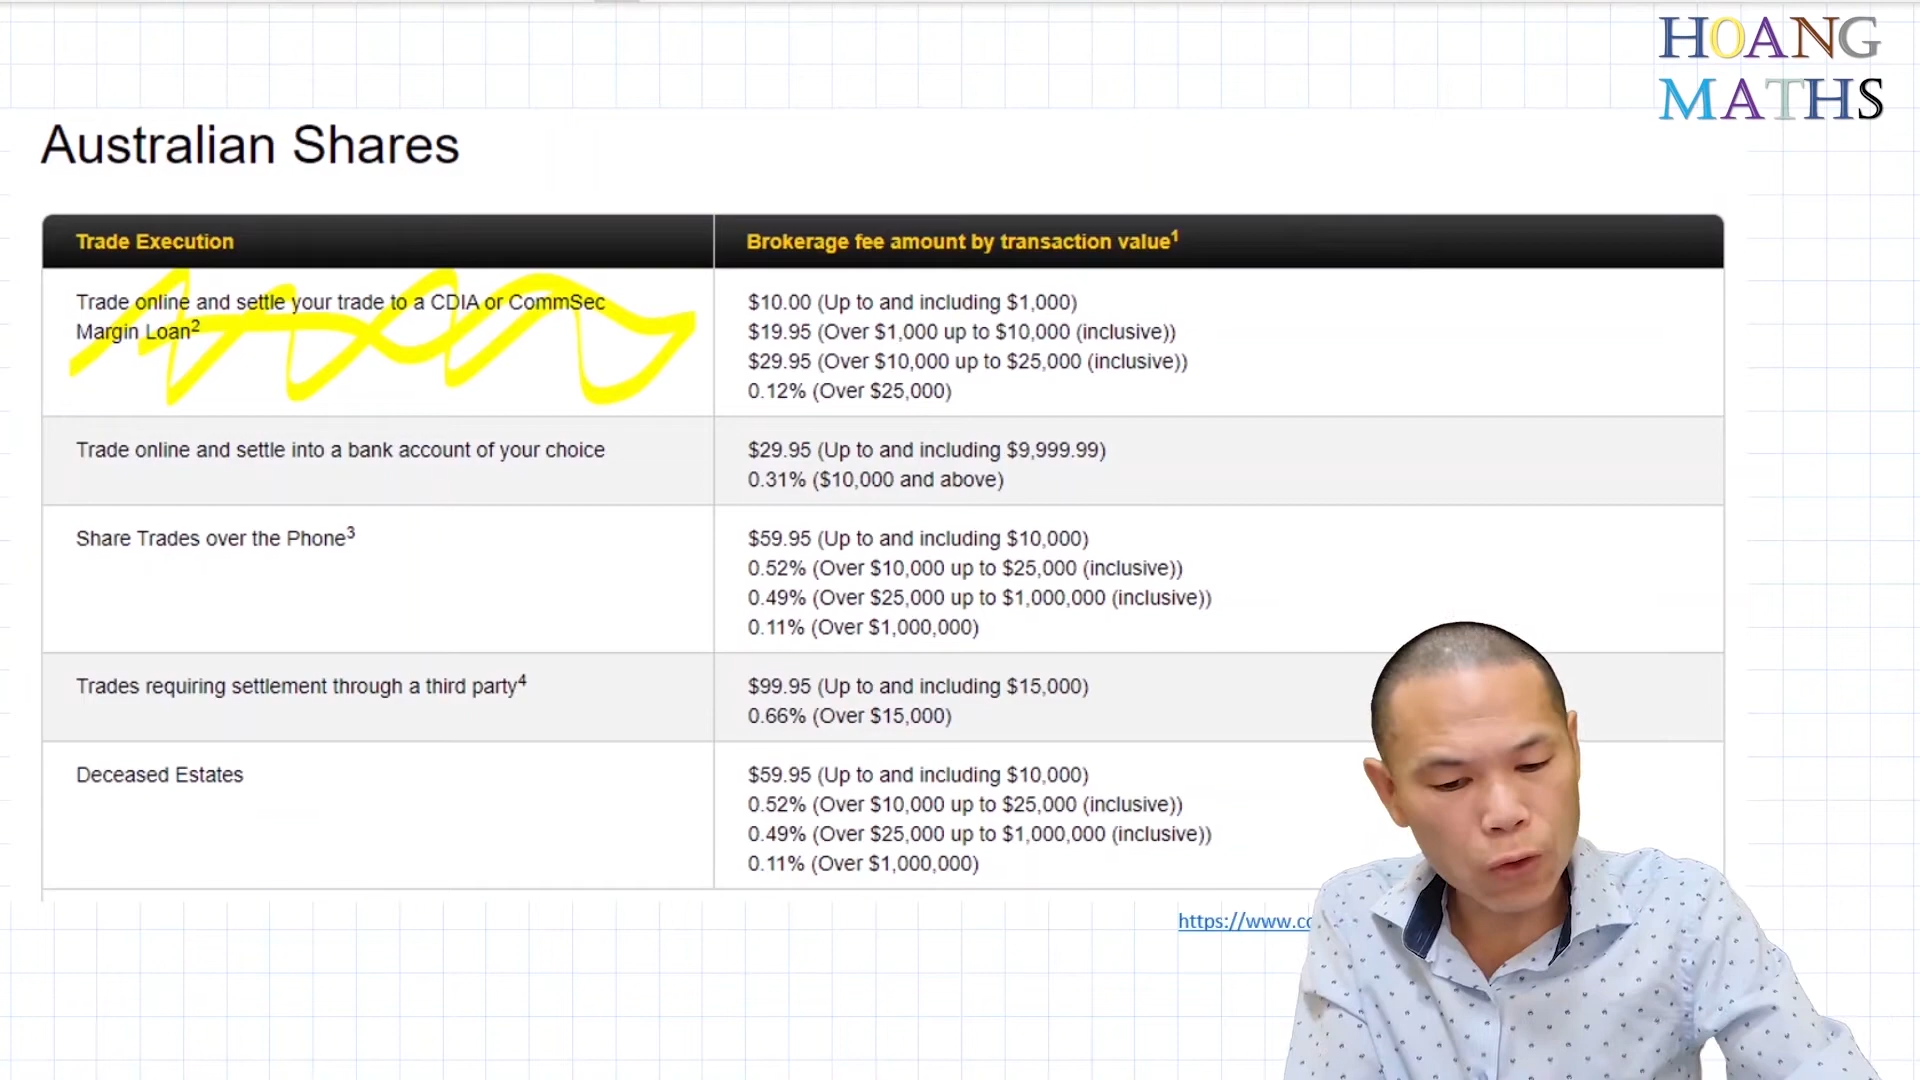 HOANG
MATHS
Australian Shares
Trade Execution
Brokerage fee amount by transaction value1
Trade online and settle your trade to a CDIA or CommSec
Margin Loan2
$10.00 (Up to and including $1,000)
$19.95 (Over $1,000 up to $10,000 (inclusive))
$29.95 (Over $10,000 up to $25,000 (inclusive))
0.12% (Over $25,000)
Trade online and settle into a bank account of your choice
$29.95 (Up to and including $9,999.99)
0.31% ($10,000 and above)
Share Trades over the Phone3
$59.95 (Up to and including $10,000)
0.52% (Over $10,000 up to $25,000 (inclusive))
0.49% (Over $25,000 up to $1,000,000 (inclusive))
0.11% (Over $1,000,000)
Trades requiring settlement through a third party4
$99.95 (Up to and including $15,000)
0.66% (Over $15,000)
Deceased Estates
$59.95 (Up to and including $10,000)
0.52% (Over $10,000 up to $25,000 (inclusive))
0.49% (Over $25,000 up to $1,000,000 (inclusive))
0.11% (Over $1,000,000)
https://www.co